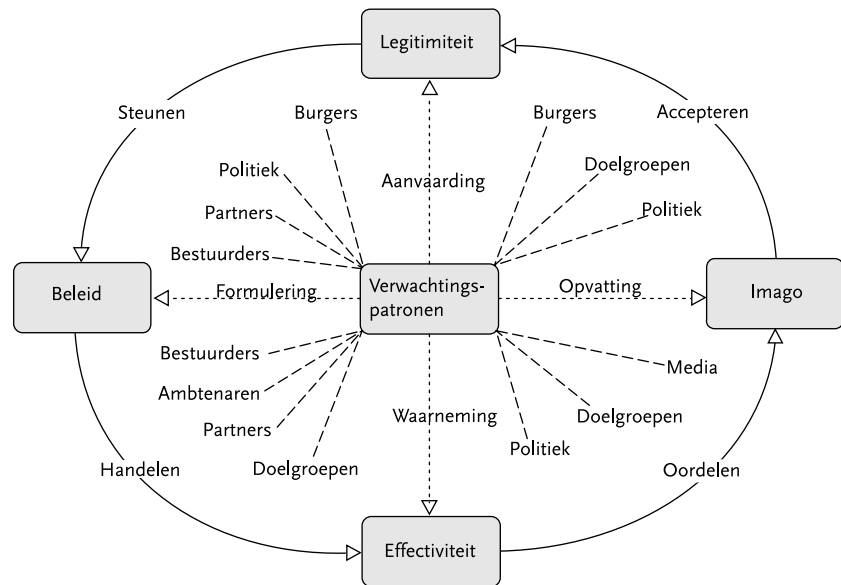 Legitimiteit
Steunen
Burgers
Burgers
Accepteren
Politiek
Aanvaarding
Doelgroepen
Partners
Politiek
Bestuurders
Beleid
Formulering
Verwachtings-
patronen
Opvatting
Imago
Bestuurders
Media
Ambtenaren
Partners
Waarneming
Doelgroepen
Politiek
Handelen
Doelgroepen
Oordelen
Effectiviteit